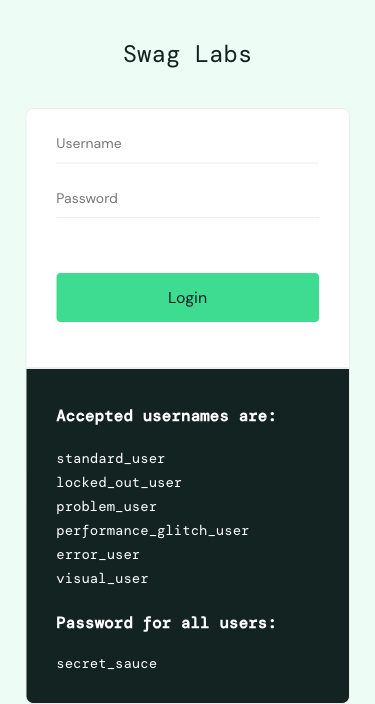 Swag Labs
Username
Password
Login
Accepted usernames are:
standard_user
locked_out_user
problem_user
performance_glitch_user
error_user
visual_user
Password for all users:
secret_sauce